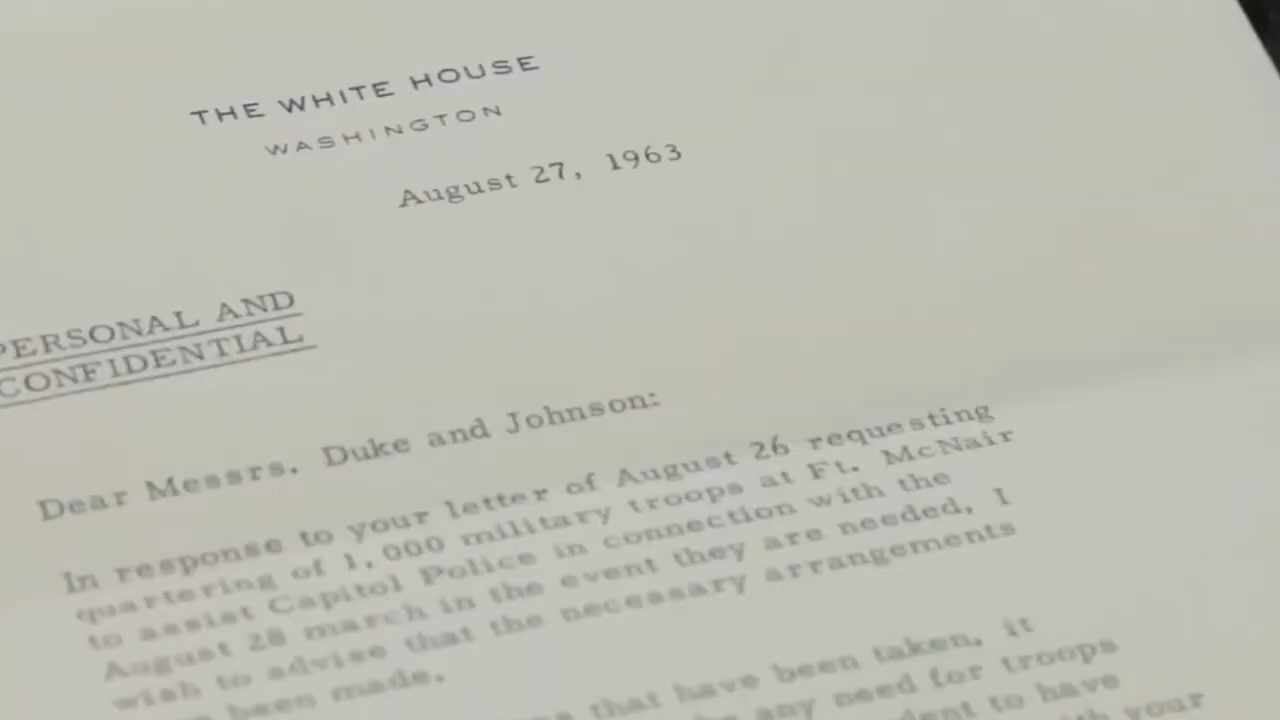 THE WHITE HOUSE
WASHINGTON
August 27, 1963
PERSONAL AND
CONFIDENTIAL
Dear Messrs. Duke and Johnson:
In response to your letter of August 26 requesting
quartering of 1,000 military troops at Ft. McNair
to assist Capitol Police in connection with the
August 28 march in the event they are needed, I
wish to advise that the necessary arrangements
been made.
that have been taken, it
any need for troops
to have
your